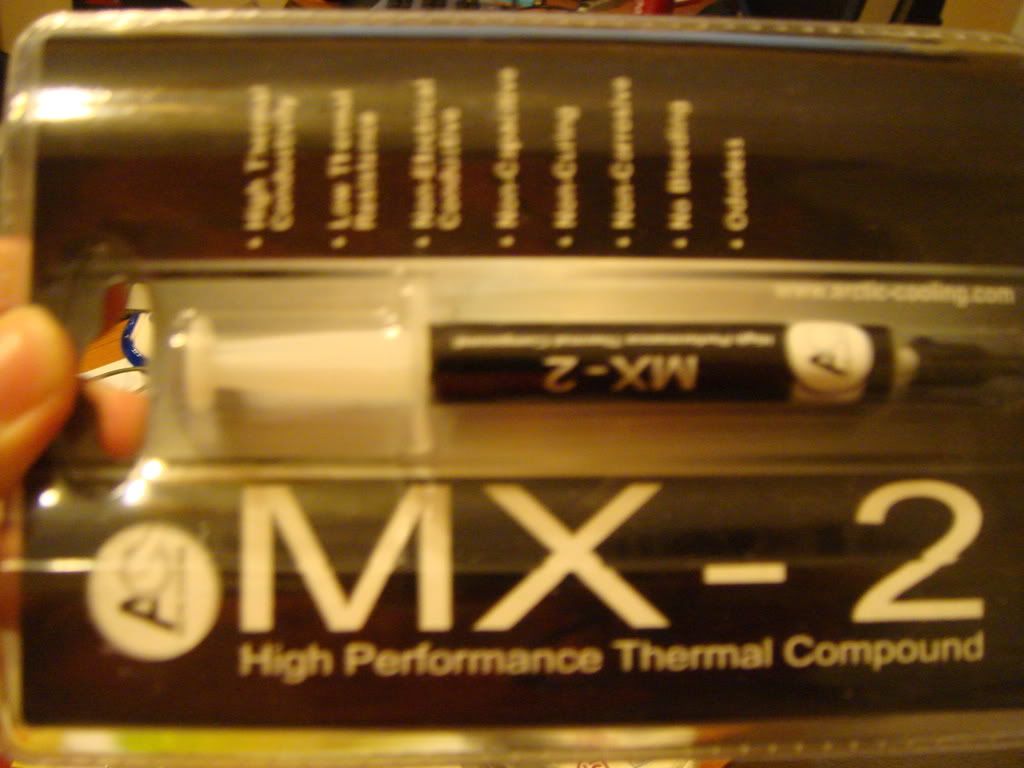 • High Thermal
Conductivity
• Low Thermal
Resistance
• Non-Electrical
Conductive
• Non-Capacitive
• Non-Curing
• Non-Corrosive
• No Bleeding
• Odorless
www.arctic-cooling.com
High Performance Thermal Compound
MX-2
MX-2
High Performance Thermal Compound